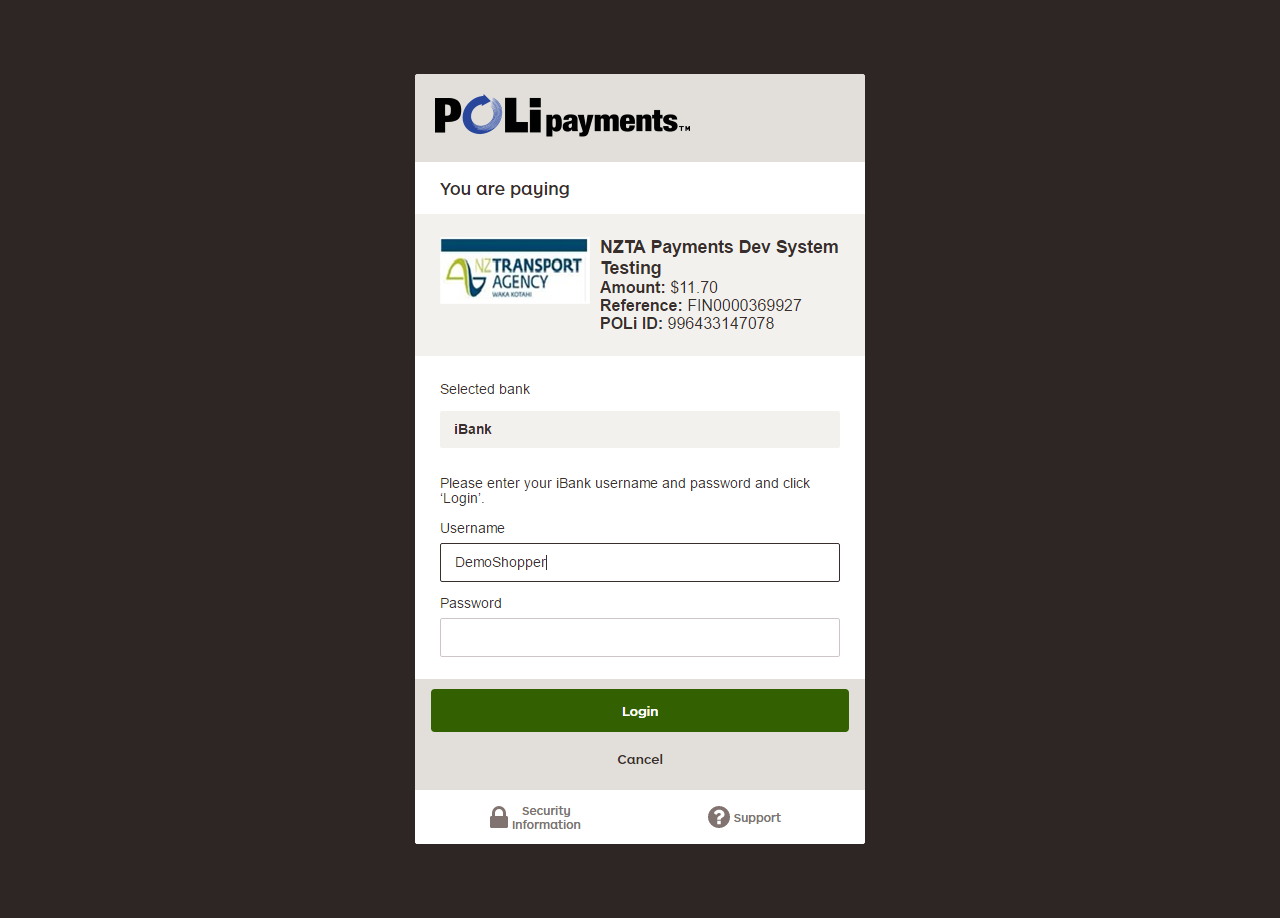 POLi payments™
You are paying
NZ TRANSPORT
AGENCY
WAKA KOTAHI
NZTA Payments Dev System
Testing
Amount: $11.70
Reference: FIN0000369927
POLi ID: 996433147078
Selected bank
iBank
Please enter your iBank username and password and click
‘Login’.
Username
DemoShopper
Password
Login
Cancel
Security
Information
Support